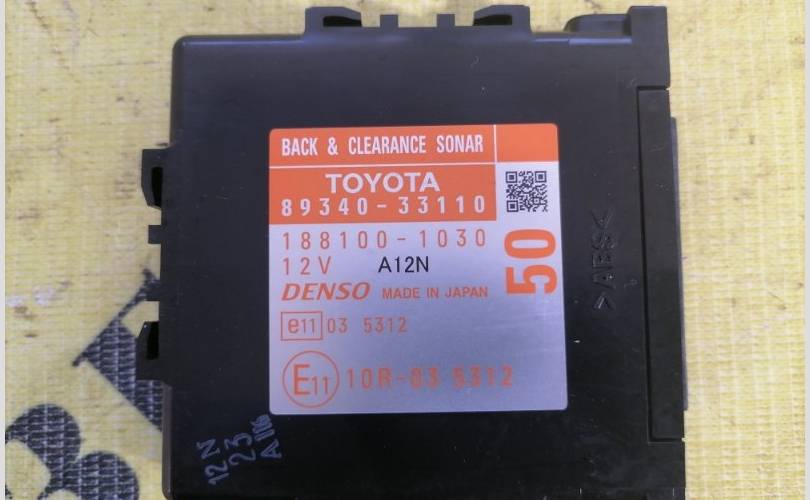 BACK & CLEARANCE SONAR
TOYOTA
89340-33110
188100-1030
12V A12N
DENSO MADE IN JAPAN
50
e11 03 5312
E11 10R-03 5312
>ABS<
12N
23